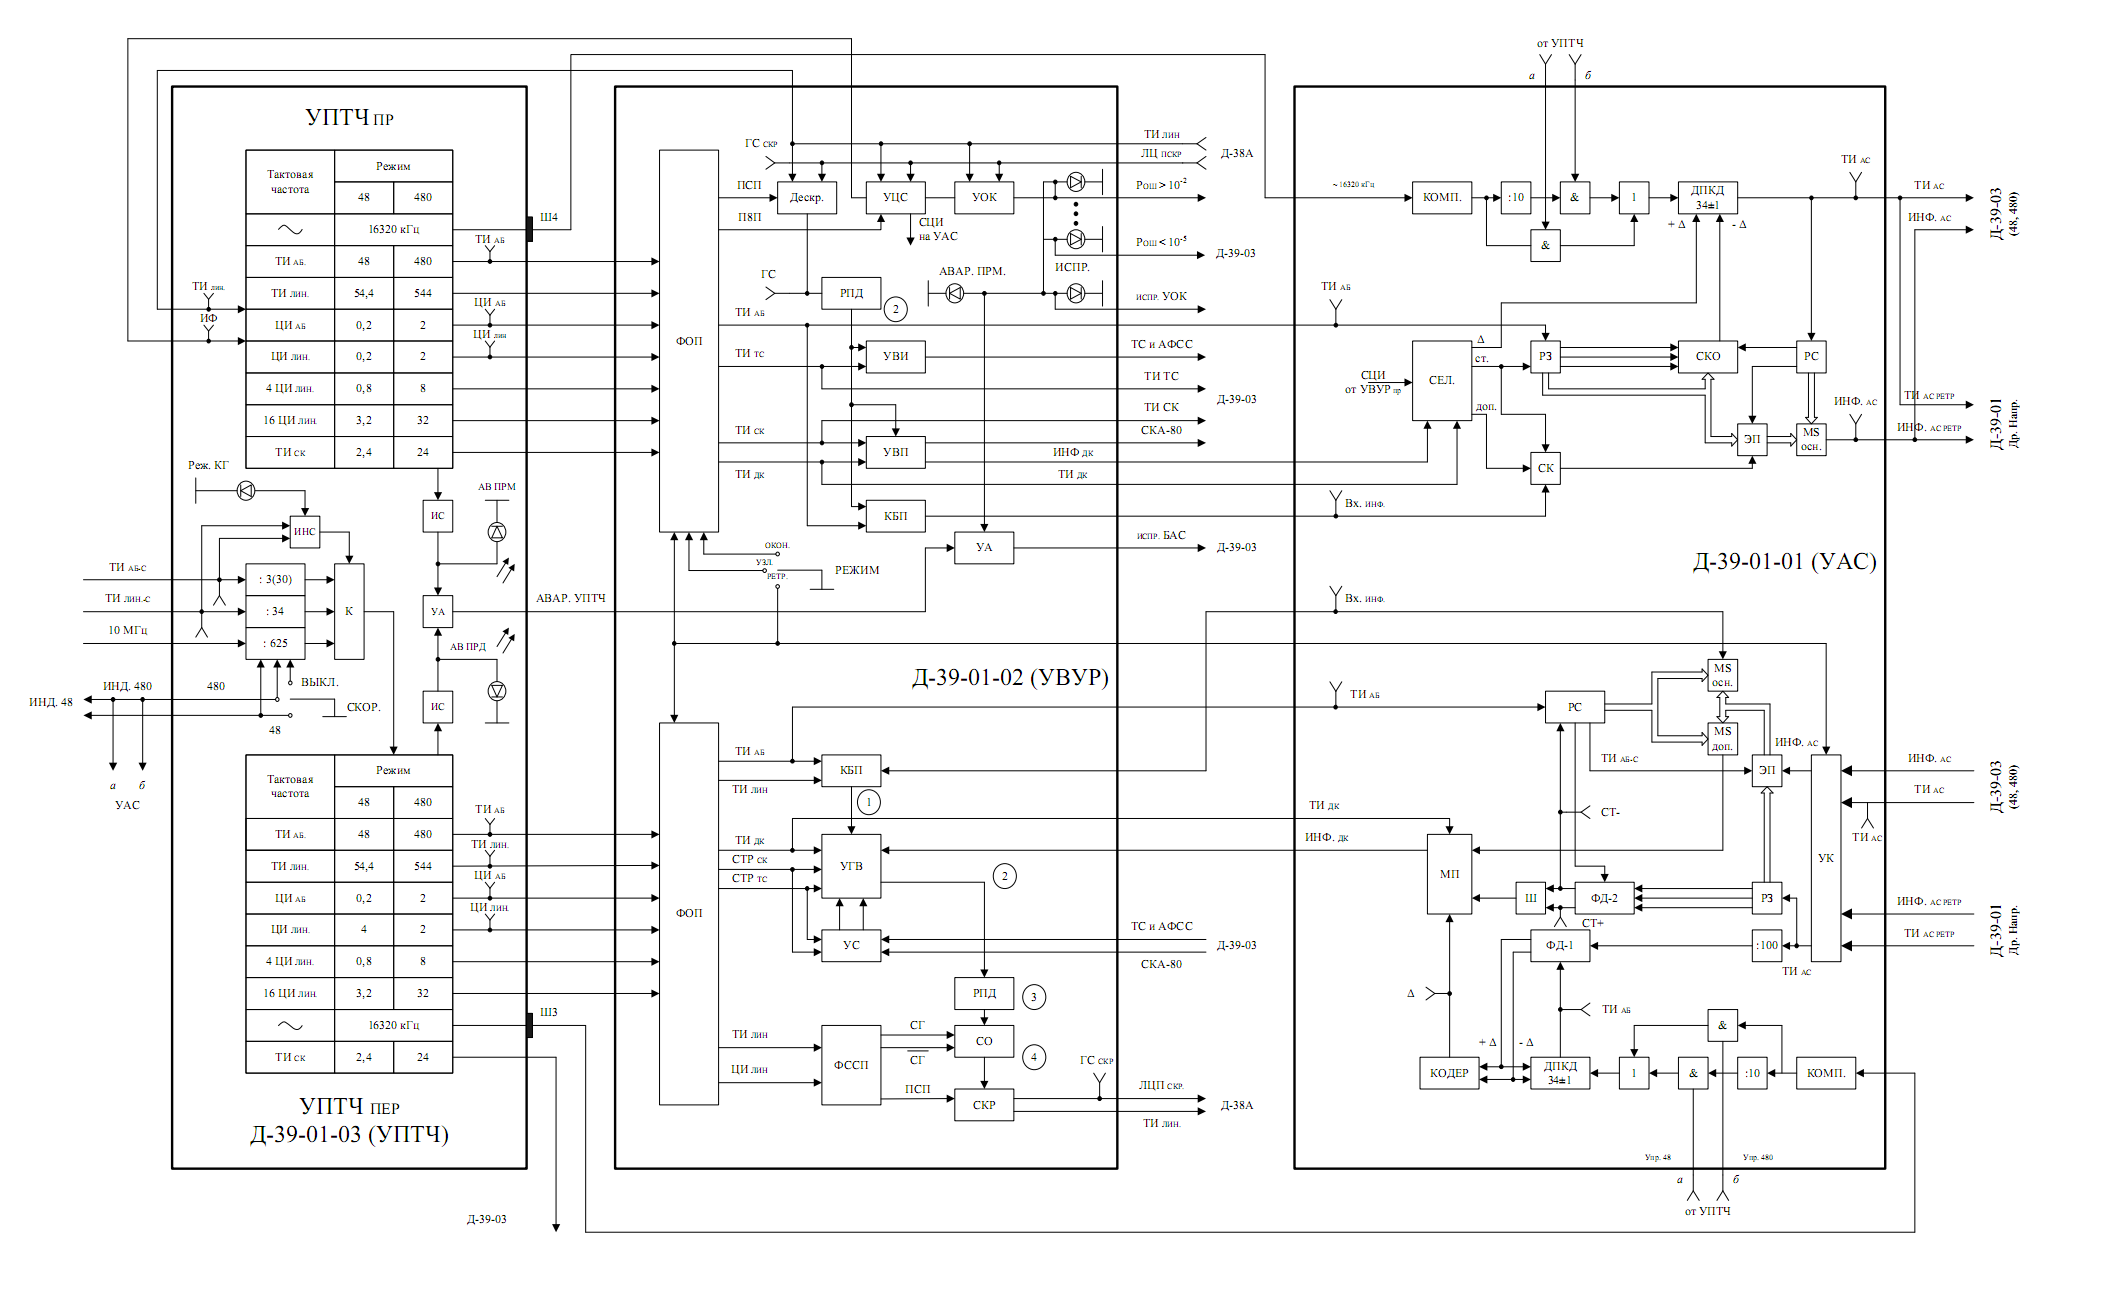 УПТЧ ПР
Тактовая частота
Режим
48
480
16320 кГц
ТИ АБ.
48
480
ТИ ЛИН.
54,4
544
ЦИ АБ
0,2
2
ЦИ ЛИН.
0,2
2
4 ЦИ ЛИН.
0,8
8
16 ЦИ ЛИН.
3,2
32
ТИ СК
2,4
24
ТИ ЛИН.
ИФ
Ш4
ТИ АБ
ЦИ АБ
ЦИ ЛИН
Реж. КГ
ИНС
ИС
АВ ПРМ
ТИ АБ-С
: 3(30)
ТИ ЛИН.-С
: 34
К
УА
10 МГц
: 625
АВ ПРД
ИНД. 48
ИНД. 480
480
ВЫКЛ.
СКОР.
48
ИС
а
б
УАС
Тактовая частота
Режим
48
480
ТИ АБ.
48
480
ТИ ЛИН.
54,4
544
ЦИ АБ
0,2
2
ЦИ ЛИН.
4
2
4 ЦИ ЛИН.
0,8
8
16 ЦИ ЛИН.
3,2
32
16320 кГц
ТИ СК
2,4
24
ТИ АБ
ТИ ЛИН.
ЦИ АБ
ЦИ ЛИН.
Ш3
УПТЧ ПЕР
Д-39-01-03 (УПТЧ)
Д-39-03
АВАР. УПТЧ
ФОП
ГС СКР
ПСП
Дескр.
УЦС
УОК
П8П
СЦИ
на УАС
ТИ ЛИН
ЛЦ ПСКР
Д-38А
РОШ > 10-2
РОШ < 10-5
Д-39-03
ГС
РПД
2
АВАР. ПРМ.
ИСПР.
ИСПР. УОК
ТИ АБ
ТИ ТС
УВИ
ТС и АФСС
ТИ ТС
Д-39-03
ТИ СК
ТИ СК
СКА-80
УВП
ИНФ ДК
ТИ ДК
ТИ ДК
КБП
УА
ИСПР. БАС
Д-39-03
ОКОН.
УЗЛ.
РЕТР.
РЕЖИМ
Д-39-01-02 (УВУР)
ФОП
ТИ АБ
ТИ ЛИН
КБП
1
ТИ ДК
СТР СК
СТР ТС
УГВ
2
УС
ТС и АФСС
Д-39-03
СКА-80
РПД
3
ТИ ЛИН
ЦИ ЛИН
ФССП
СГ
СГ
СО
4
ПСП
СКР
ГС СКР
ЛЦП СКР.
Д-38А
ТИ ЛИН.
от УПТЧ
а
б
~ 16320 кГц
КОМП.
:10
&
1
ДПКД
34±1
+ Δ
- Δ
&
ТИ АС
ТИ АС
ИНФ. АС
Д-39-03
(48, 480)
ТИ АБ
Δ
ст.
доп.
СЕЛ.
СЦИ
от УВУР пр.
РЗ
СКО
РС
ЭП
MS
осн.
СК
ИНФ. АС
ТИ АС РЕТР
ИНФ. АС РЕТР
Д-39-01
Др. Напр.
Вх. ИНФ.
Д-39-01-01 (УАС)
Вх. ИНФ.
ТИ АБ
РС
MS
осн.
MS
доп.
ТИ АБ-С
ИНФ. АС
ЭП
ИНФ. АС
ТИ АС
Д-39-03
(48, 480)
ТИ АС
ТИ ДК
ИНФ. ДК
СТ-
МП
Ш
ФД-2
РЗ
УК
СТ+
ФД-1
:100
ТИ АС
ИНФ. АС РЕТР
ТИ АС РЕТР
Д-39-01
Др. Напр.
Δ
ТИ АБ
+ Δ
- Δ
КОДЕР
ДПКД
34±1
1
&
&
:10
КОМП.
Упр. 48
Упр. 480
а
б
от УПТЧ